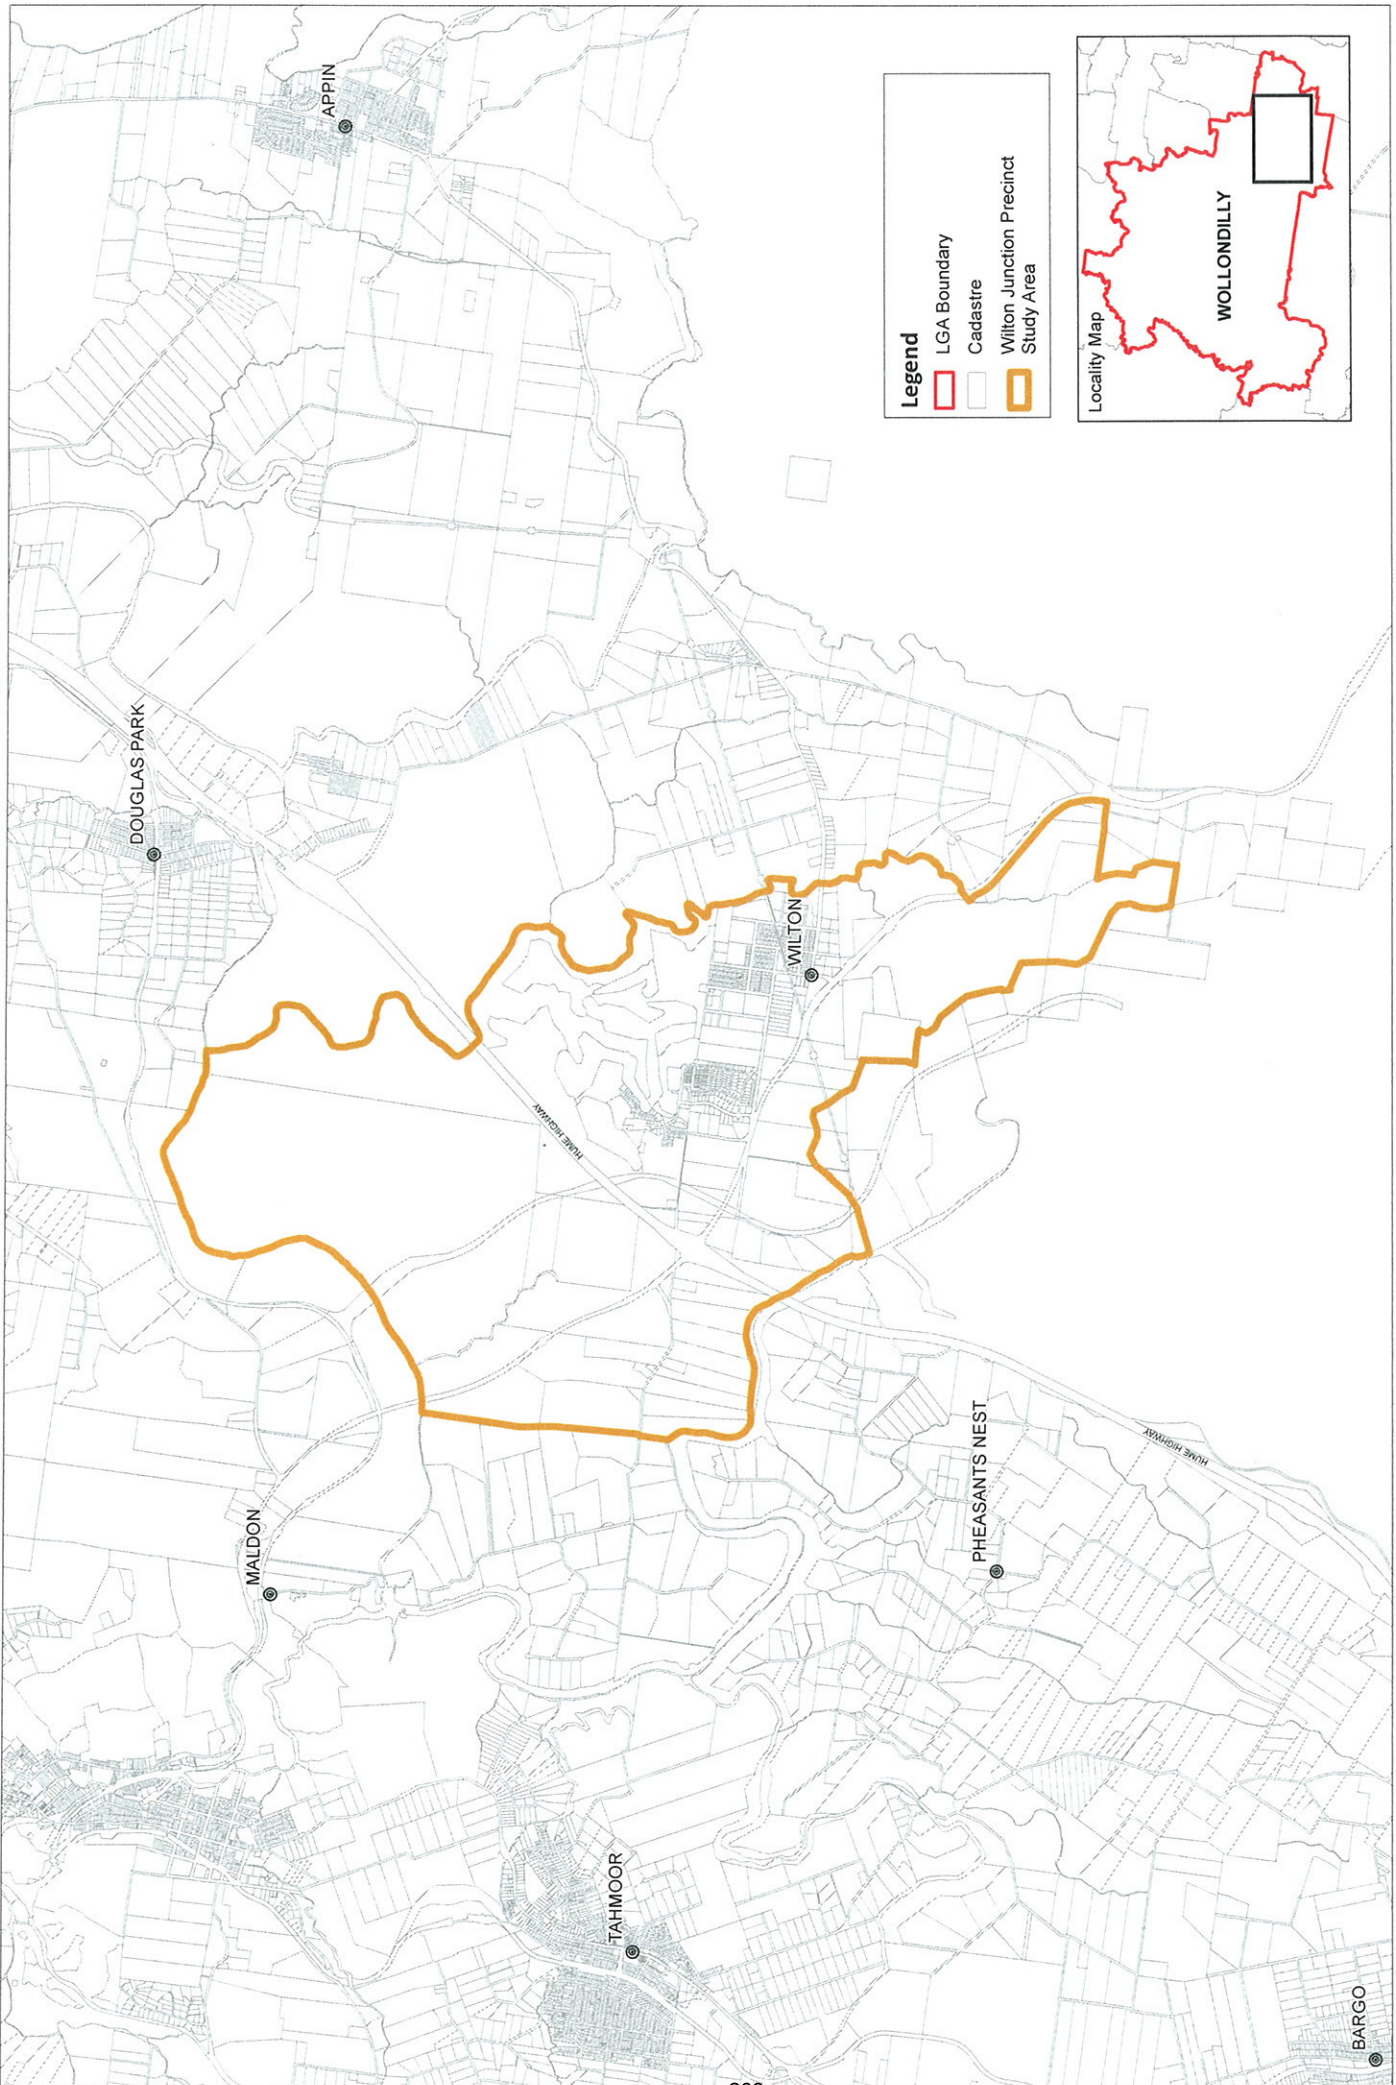 APPIN
DOUGLAS PARK
WILTON
HUME HIGHWAY
MALDON
PHEASANTS NEST
HUME HIGHWAY
TAHMOOR
BARGO
Legend
LGA Boundary
Cadastre
Wilton Junction Precinct
Study Area
Locality Map
WOLLONDILLY